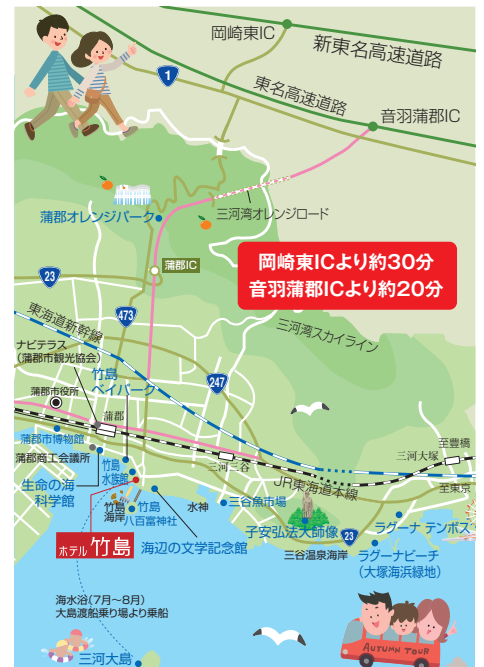 岡崎東IC
新東名高速道路
1
東名高速道路
音羽蒲郡IC
蒲郡オレンジパーク
三河湾オレンジロード
蒲郡IC
岡崎東ICより約30分
音羽蒲郡ICより約20分
23
473
東海道新幹線
三河湾スカイライン
ナビテラス
(蒲郡市観光協会)
竹島
ベイパーク
247
蒲郡市役所
蒲郡
蒲郡市博物館
蒲郡商工会議所
竹島
水族館
三河三谷
三河大塚
至豊橋
至東京
JR東海道本線
生命の海
科学館
竹島
海岸
竹島
八百富神社
水神
三谷魚市場
子安弘法大師像
23
ラグーナ テンボス
ホテル 竹島
海辺の文学記念館
三谷温泉海岸
ラグーナビーチ
(大塚海浜緑地)
海水浴(7月〜8月)
大島渡船乗り場より乗船
三河大島
AUTUMN TOUR